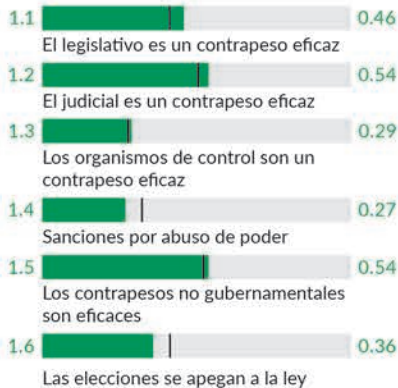 1.1 0.46
El legislativo es un contrapeso eficaz
1.2 0.54
El judicial es un contrapeso eficaz
1.3 0.29
Los organismos de control son un
contrapeso eficaz
1.4 0.27
Sanciones por abuso de poder
1.5 0.54
Los contrapesos no gubernamentales
son eficaces
1.6 0.36
Las elecciones se apegan a la ley